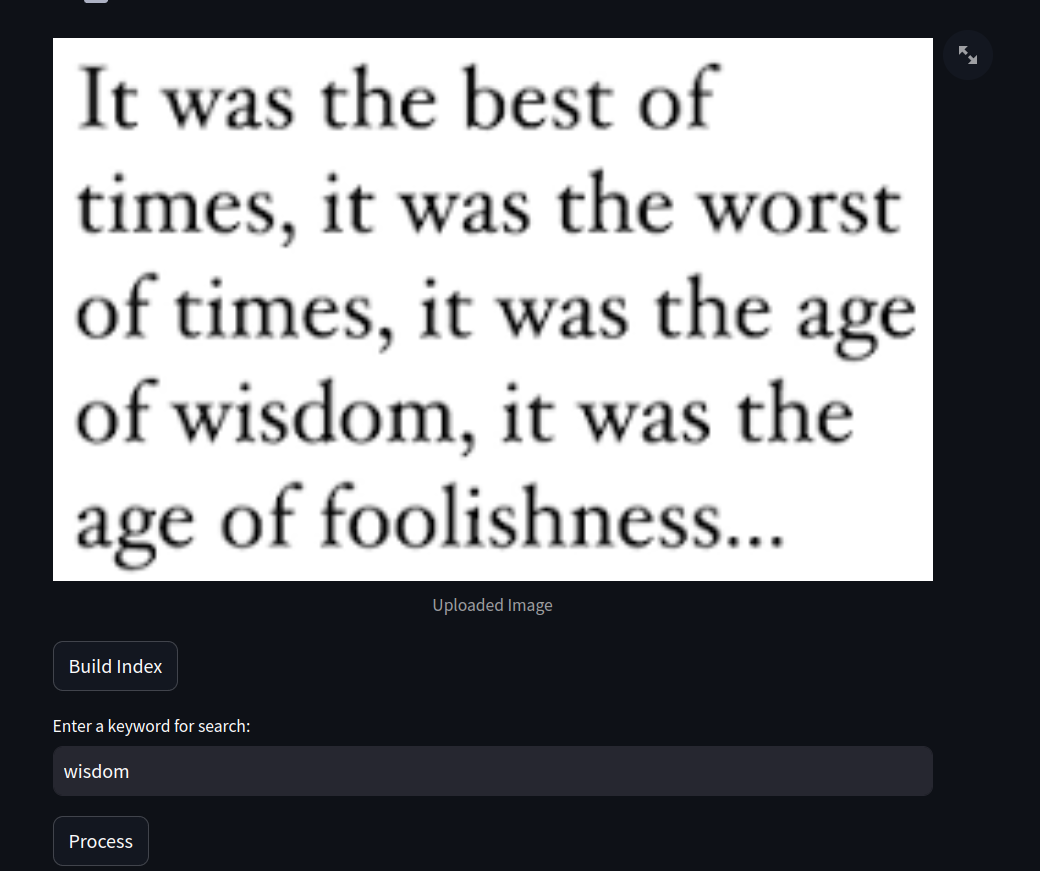 It was the best of
times, it was the worst
of times, it was the age
of wisdom, it was the
age of foolishness...
Uploaded Image
Build Index
Enter a keyword for search:
wisdom
Process